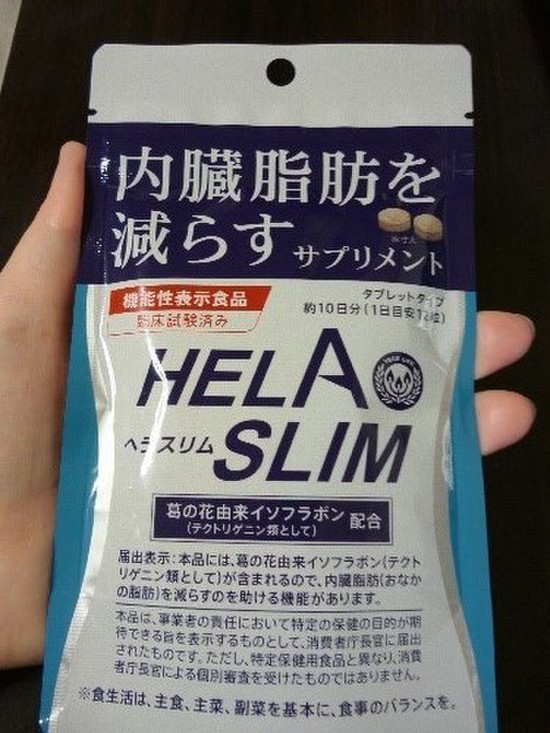 内臓脂肪を
減らす サプリメント
機能性表示食品
臨床試験済み
タブレットタイプ
約10日分(1日目安12粒)
HELA
ヘラスリム SLIM
葛の花由来イソフラボン
(テクトリゲニン類として) 配合
届出表示:本品には、葛の花由来イソフラボン(テクト
リゲニン類として)が含まれるので、内臓脂肪(おなか
の脂肪)を減らすのを助ける機能があります。
本品は、事業者の責任において特定の保健の目的が期
待できる旨を表示するものとして、消費者庁長官に届出
されたものです。ただし、特定保健用食品と異なり、消費
者庁長官による個別審査を受けたものではありません。
※食生活は、主食、主菜、副菜を基本に、食事のバランスを。